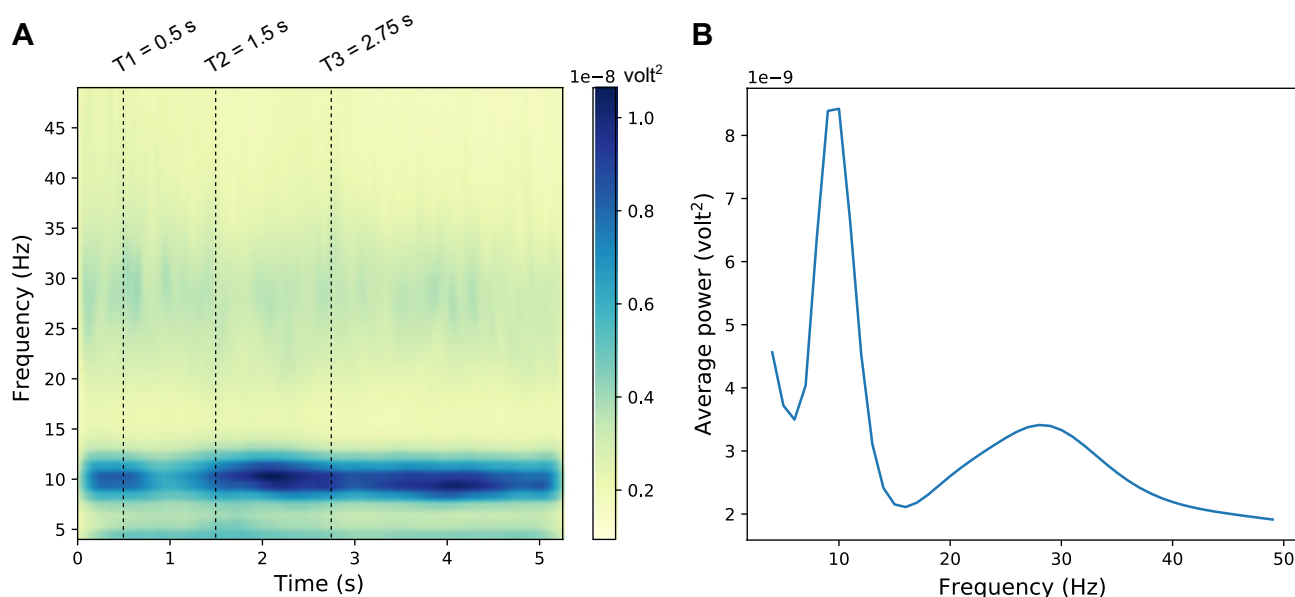 A
T1 = 0.5 s
T2 = 1.5 s
T3 = 2.75 s
1e−8 volt²
Frequency (Hz)
45
40
35
30
25
20
15
10
5
0 1 2 3 4 5
Time (s)
1.0
0.8
0.6
0.4
0.2
B
1e−9
Average power (volt²)
8
7
6
5
4
3
2
10 20 30 40 50
Frequency (Hz)